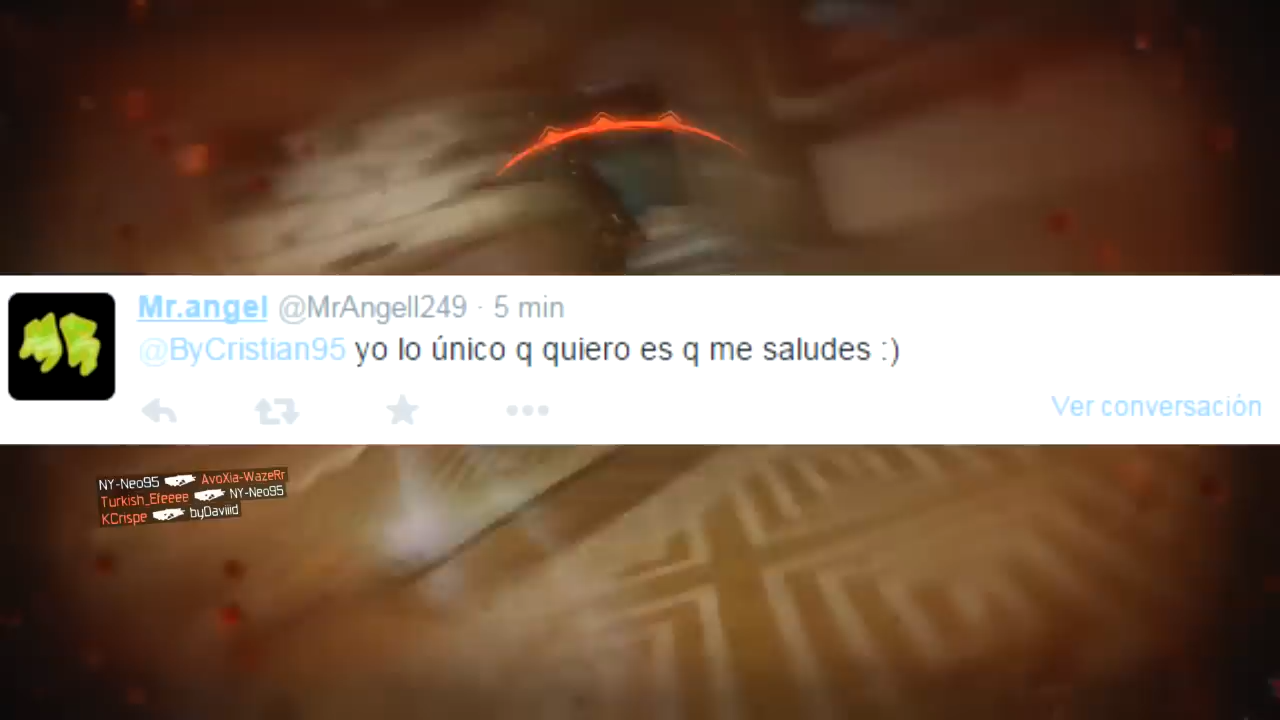 Mr.angel @MrAngell249 · 5 min
@ByCristian95 yo lo único q quiero es q me saludes :)
Ver conversación
NY-Neo95 AvoXia-WazeRr
Turkish_Efeeee NY-Neo95
KCrispe byDaviiid